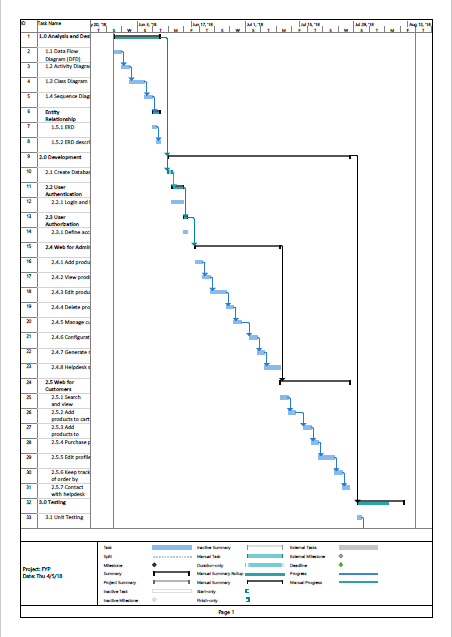 ID Task Name
Jun 3, '18 Jun 17, '18 Jul 1, '18 Jul 15, '18 Jul 29, '18 Aug 12, '18
T S W S T M F T S W S T M F T
1 1.0 Analysis and Des
2 1.1 Data Flow
Diagram (DFD)
3 1.2 Activity Diagra
4 1.3 Class Diagram
5 1.4 Sequence Diag
6 Entity
Relationship
7 1.5.1 ERD
8 1.5.2 ERD descri
9 2.0 Development
10 2.1 Create Databas
11 2.2 User
Authentication
12 2.2.1 Login and
13 2.3 User
Authorization
14 2.3.1 Define acc
15 2.4 Web for Admin
16 2.4.1 Add produ
17 2.4.2 View prod
18 2.4.3 Edit produ
19 2.4.4 Delete pro
20 2.4.5 Manage cu
21 2.4.6 Configurat
22 2.4.7 Generate
23 2.4.8 Helpdesk s
24 2.5 Web for
Customers
25 2.5.1 Search
and view
26 2.5.2 Add
products to cart
27 2.5.3 Add
products to
28 2.5.4 Purchase p
29 2.5.5 Edit profile
30 2.5.6 Keep track
of order by
31 2.5.7 Contact
with helpdesk
32 3.0 Testing
33 3.1 Unit Testing
Project: FYP
Date: Thu 4/5/18
Task Inactive Summary External Tasks
Split Manual Task External Milestone
Milestone Duration-only Deadline
Summary Manual Summary Rollup Progress
Project Summary Manual Summary Manual Progress
Inactive Task Start-only
Inactive Milestone Finish-only
Page 1